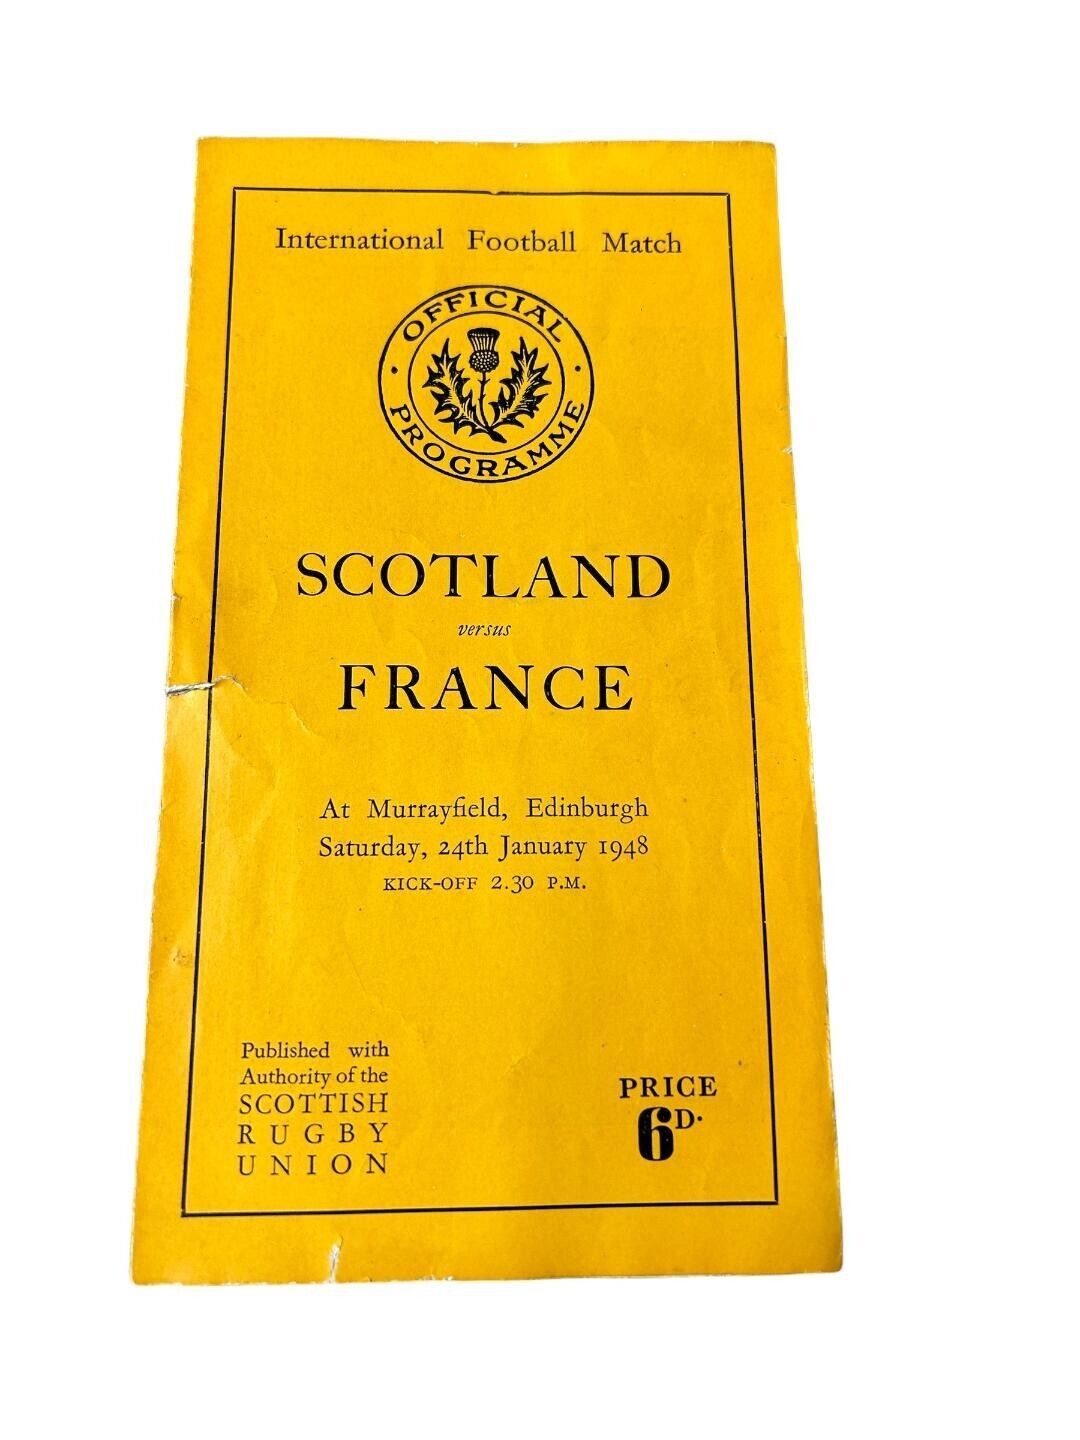 International Football Match
OFFICIAL
PROGRAMME
SCOTLAND
versus
FRANCE
At Murrayfield, Edinburgh
Saturday, 24th January 1948
KICK-OFF 2.30 P.M.
Published with
Authority of the
SCOTTISH
RUGBY
UNION
PRICE
6D.